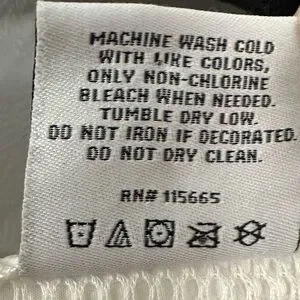 MACHINE WASH COLD
WITH LIKE COLORS,
ONLY NON-CHLORINE
BLEACH WHEN NEEDED.
TUMBLE DRY LOW.
DO NOT IRON IF DECORATED.
DO NOT DRY CLEAN.
RN# 115665